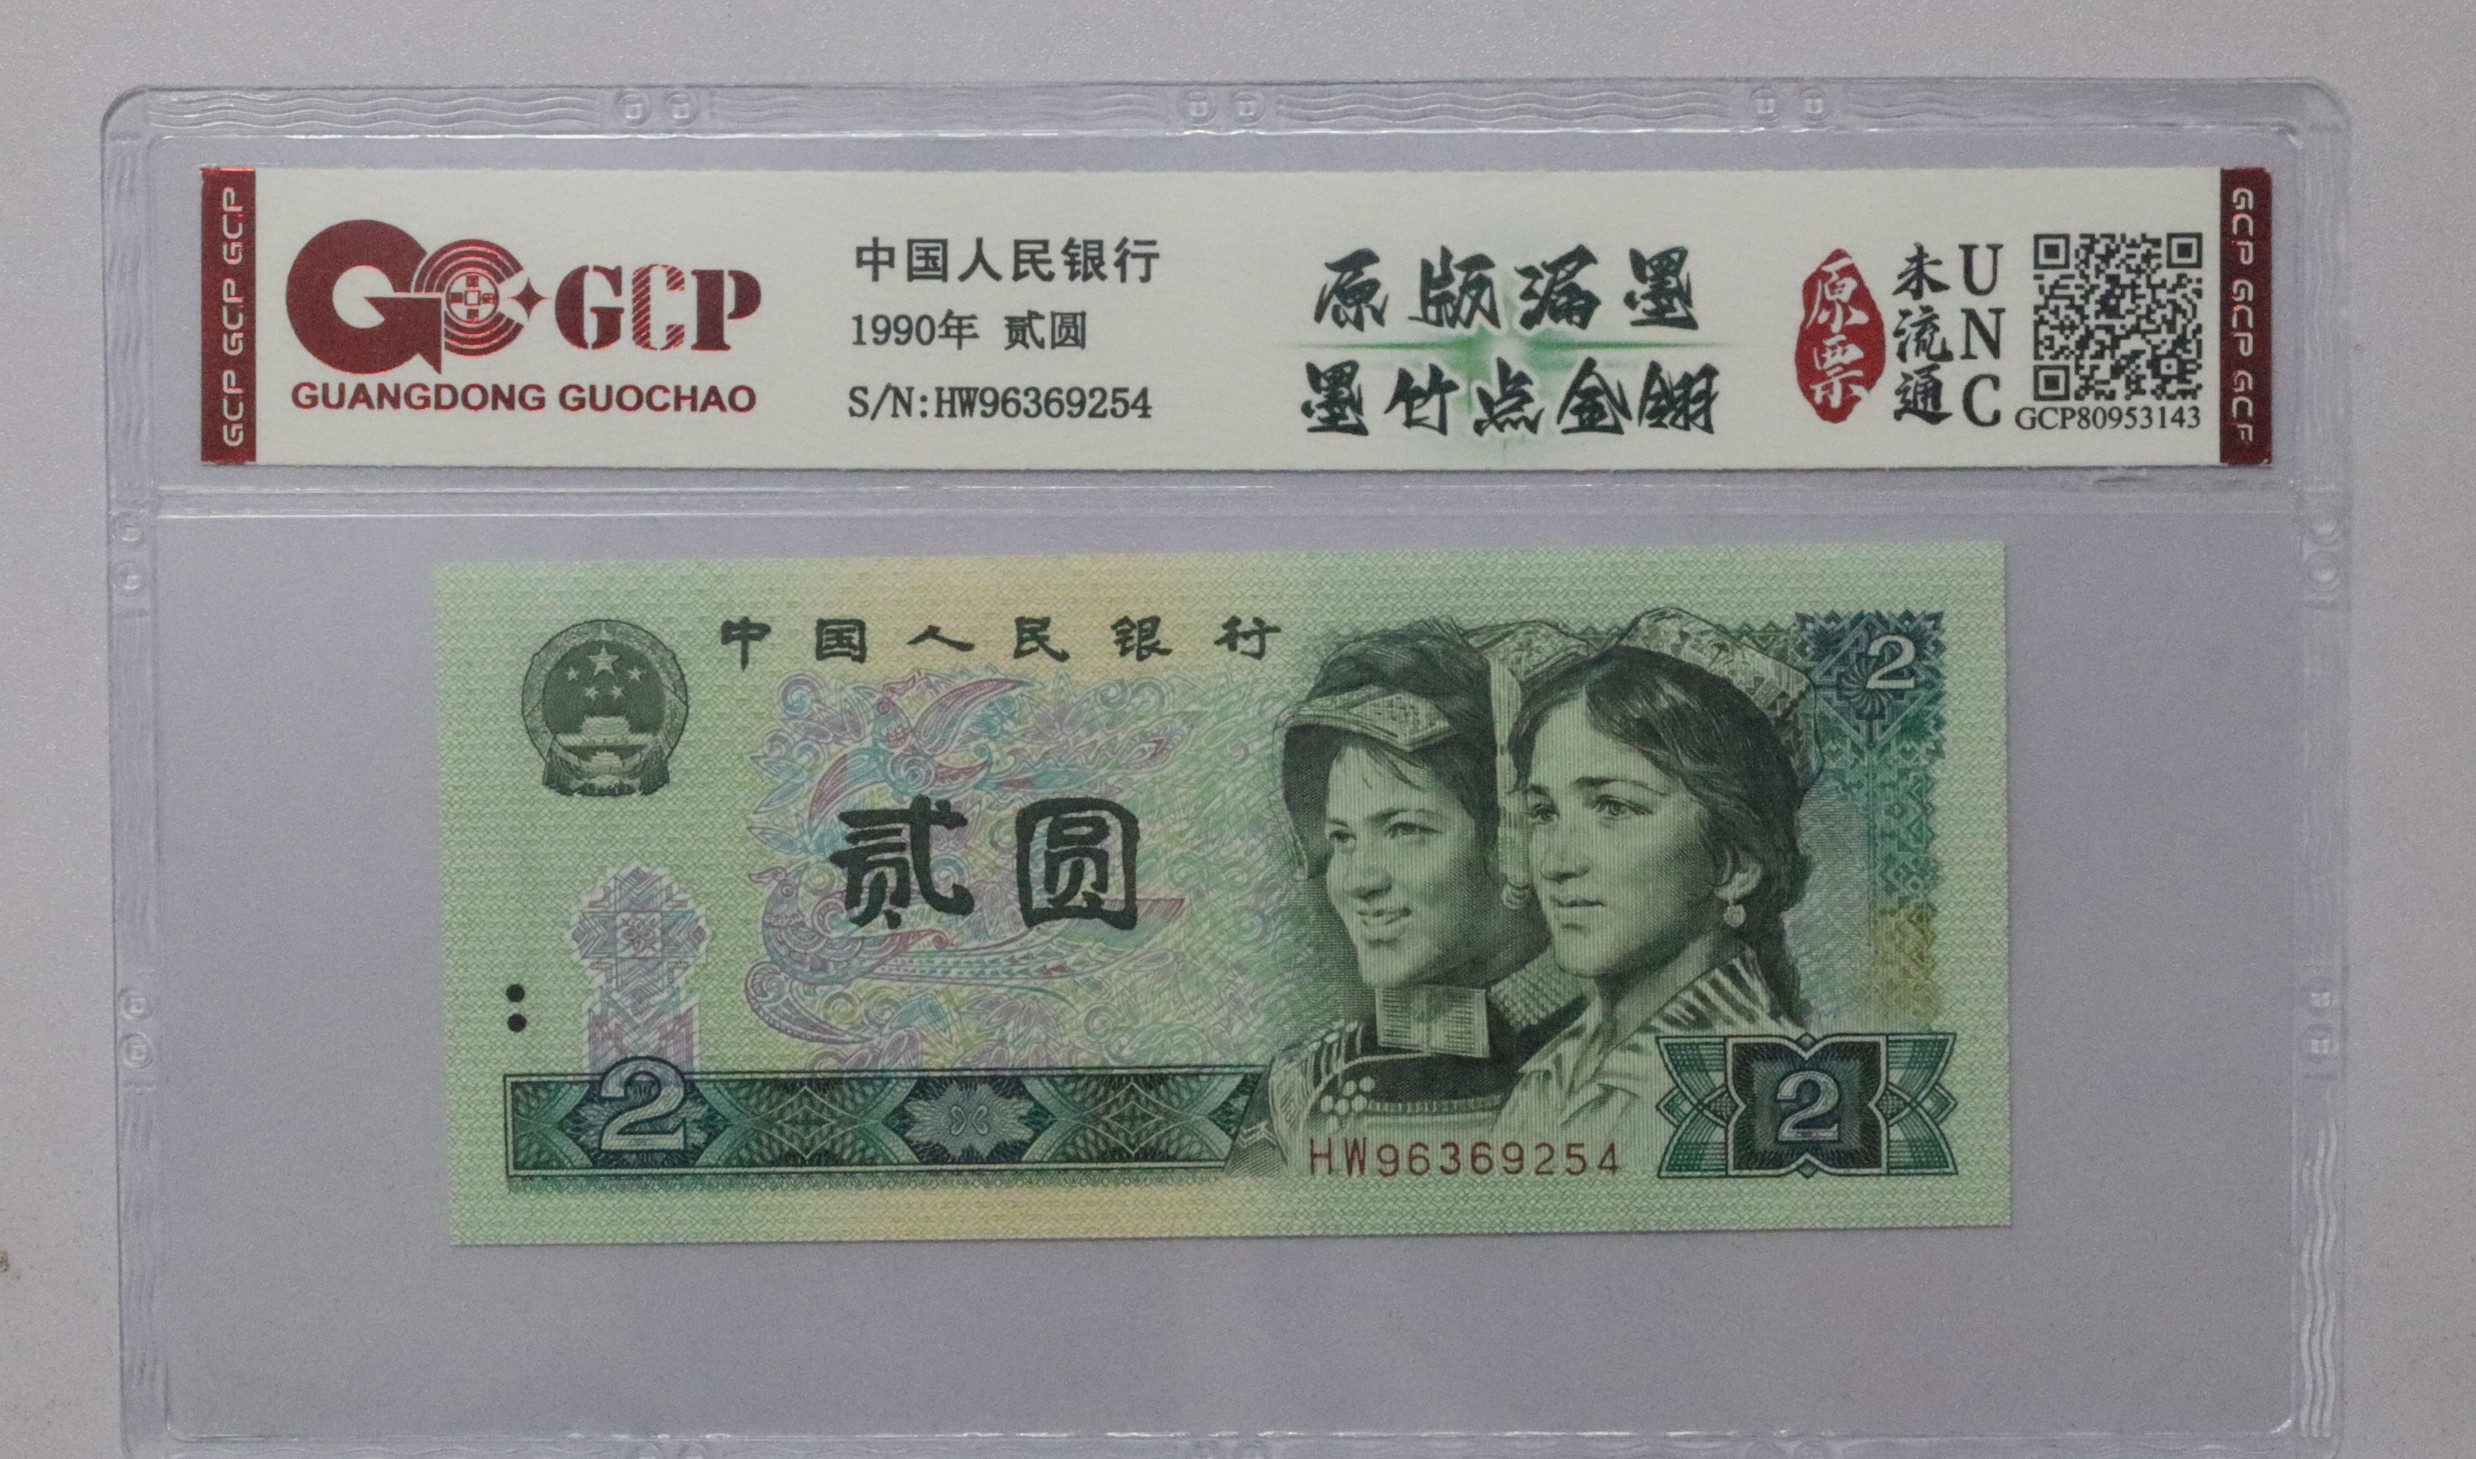 GCP GCP GCP
GCP
GUANGDONG GUOCHAO
中国人民银行
1990年 贰圆
S/N:HW96369254
原版漏墨
墨竹点金翅
原票
未流通
UNC
GCP80953143
GCP GCP GCP
中国人民银行
2
贰圆
2
HW96369254
2